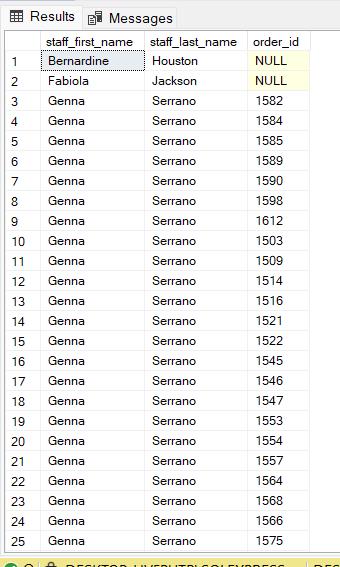 Results Messages
staff_first_name staff_last_name order_id
1 Bernardine Houston NULL
2 Fabiola Jackson NULL
3 Genna Serrano 1582
4 Genna Serrano 1584
5 Genna Serrano 1585
6 Genna Serrano 1589
7 Genna Serrano 1590
8 Genna Serrano 1598
9 Genna Serrano 1612
10 Genna Serrano 1503
11 Genna Serrano 1509
12 Genna Serrano 1514
13 Genna Serrano 1516
14 Genna Serrano 1521
15 Genna Serrano 1522
16 Genna Serrano 1545
17 Genna Serrano 1546
18 Genna Serrano 1547
19 Genna Serrano 1553
20 Genna Serrano 1554
21 Genna Serrano 1557
22 Genna Serrano 1564
23 Genna Serrano 1568
24 Genna Serrano 1566
25 Genna Serrano 1575